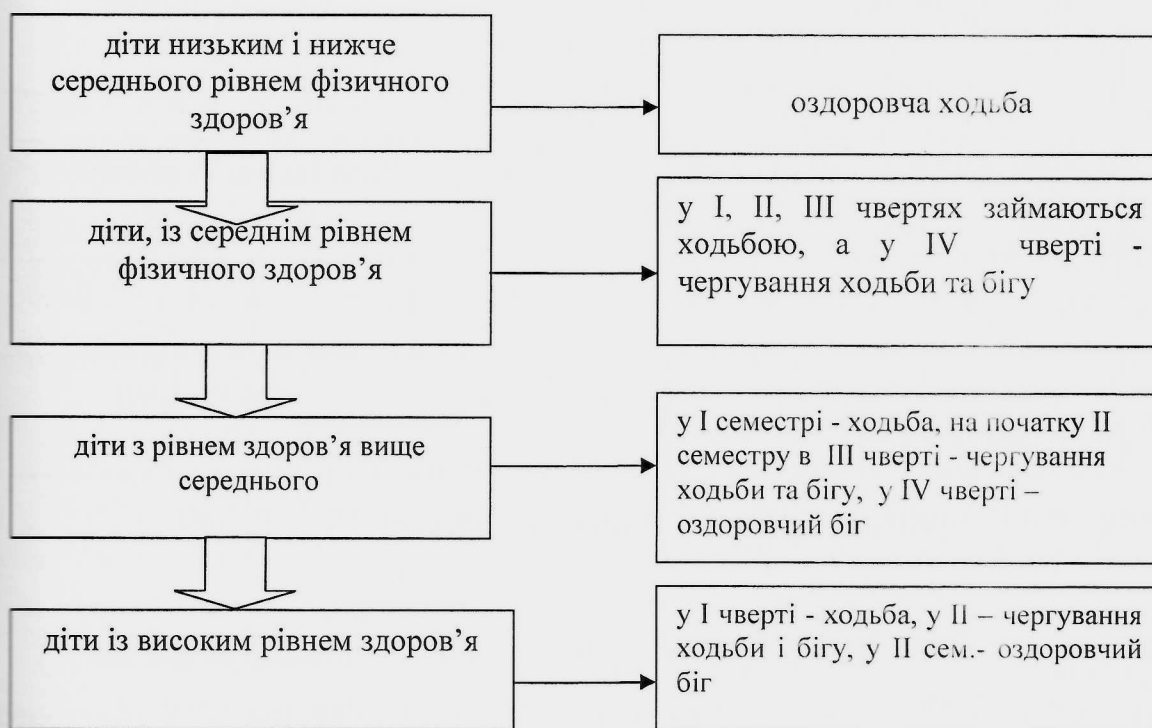 діти низьким і нижче
середнього рівнем фізичного
здоров’я
оздоровча ходьба
діти, із середнім рівнем
фізичного здоров’я
у I, II, III чвертях займаються
ходьбою, а у IV чверті -
чергування ходьби та бігу
діти з рівнем здоров’я вище
середнього
у I семестрі - ходьба, на початку II
семестру в III чверті - чергування
ходьби та бігу, у IV чверті –
оздоровчий біг
діти із високим рівнем здоров’я
у I чверті - ходьба, у II – чергування
ходьби і бігу, у II сем.- оздоровчий
біг